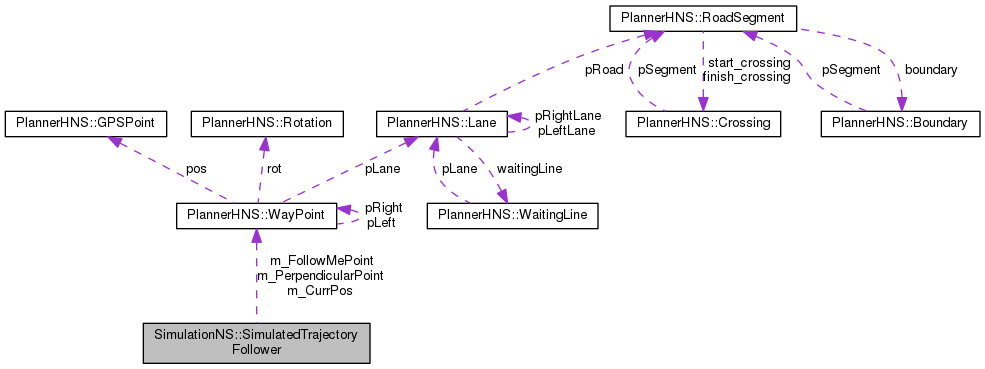 PlannerHNS::RoadSegment
pRoad
pSegment
start_crossing
finish_crossing
pSegment
boundary
PlannerHNS::GPSPoint
PlannerHNS::Rotation
PlannerHNS::Lane
pRightLane
pLeftLane
PlannerHNS::Crossing
PlannerHNS::Boundary
pos
rot
pLane
pLane
waitingLine
PlannerHNS::WayPoint
pRight
pLeft
PlannerHNS::WaitingLine
m_FollowMePoint
m_PerpendicularPoint
m_CurrPos
SimulationNS::SimulatedTrajectory
Follower